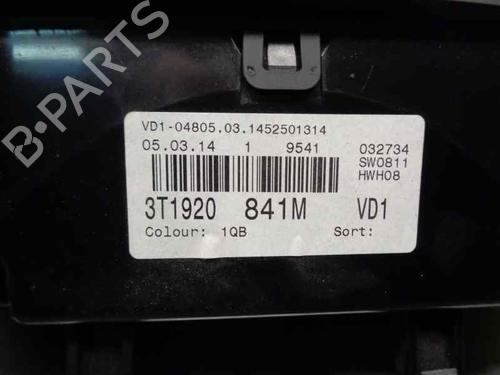 VD1-04805.03.1452501314
05.03.14 1 9541 032734
SW0811
HWH08
3T1920 841M VD1
Colour: 1QB Sort:
B-PARTS